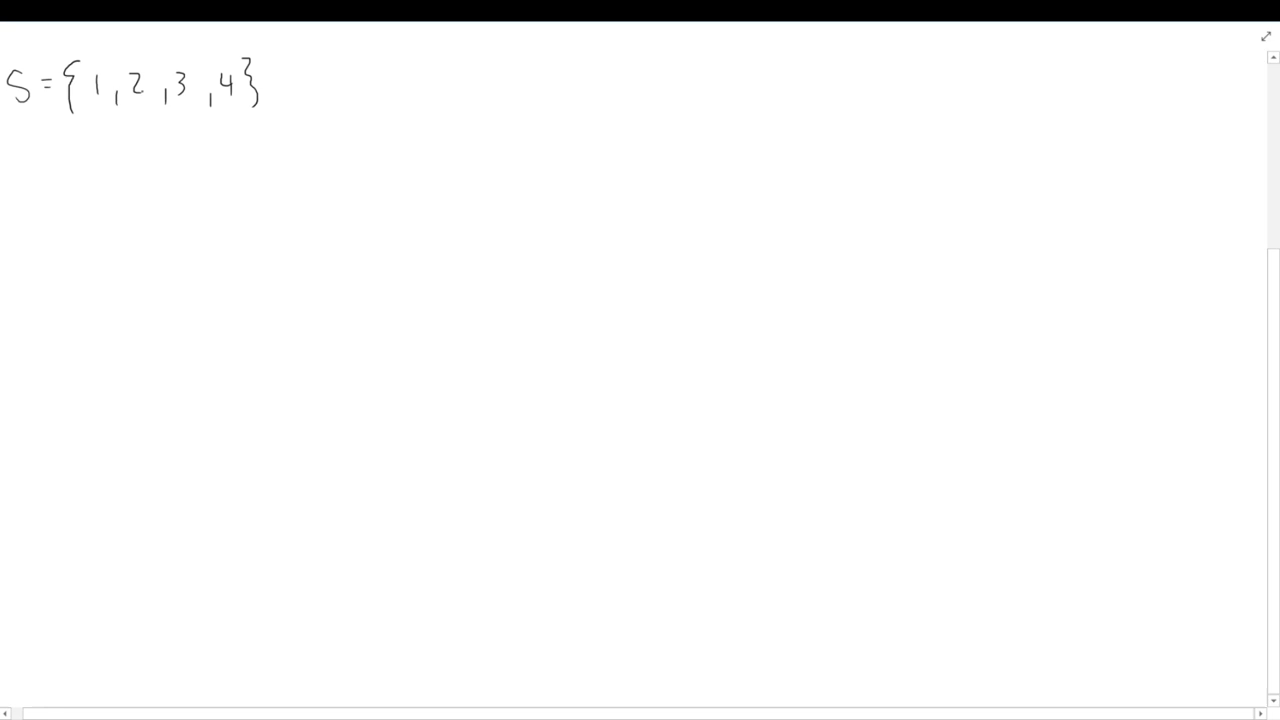 S = { 1 , 2 , 3 , 4 }